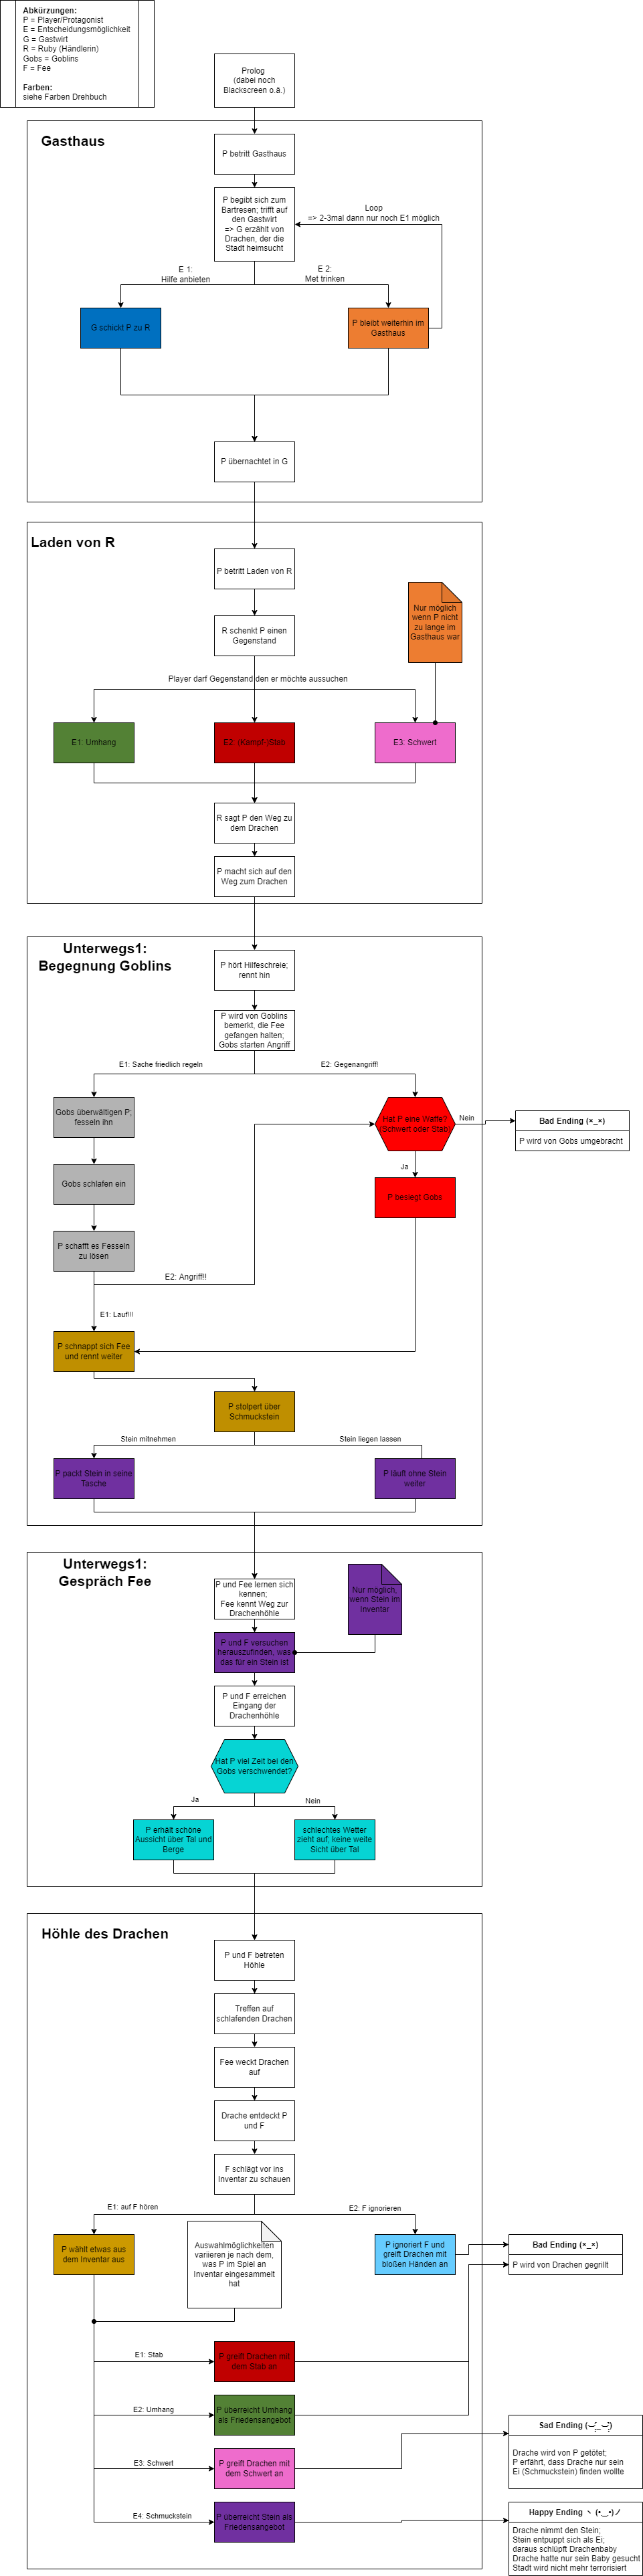 Abkürzungen:
P = Player/Protagonist
E = Entscheidungsmöglichkeit
G = Gastwirt
R = Ruby (Händlerin)
Gobs = Goblins
F = Fee
Farben:
siehe Farben Drehbuch
Prolog
(dabei noch
Blackscreen o.ä.)
Gasthaus
P betritt Gasthaus
P begibt sich zum
Bartresen; trifft auf
den Gastwirt
=> G erzählt von
Drachen, der die
Stadt heimsucht
Loop
=> 2-3mal dann nur noch E1 möglich
E 1:
Hilfe anbieten
E 2:
Met trinken
G schickt P zu R
P bleibt weiterhin im
Gasthaus
P übernachtet in G
Laden von R
P betritt Laden von R
R schenkt P einen
Gegenstand
Nur möglich
wenn P nicht
zu lange im
Gasthaus war
Player darf Gegenstand den er möchte aussuchen
E1: Umhang
E2: (Kampf-)Stab
E3: Schwert
R sagt P den Weg zu
dem Drachen
P macht sich auf den
Weg zum Drachen
Unterwegs1:
Begegnung Goblins
P hört Hilfeschreie;
rennt hin
P wird von Goblins
bemerkt, die Fee
gefangen halten;
Gobs starten Angriff
E1: Sache friedlich regeln
E2: Gegenangriff!
Gobs überwältigen P;
fesseln ihn
Hat P eine Waffe?
(Schwert oder Stab)
Nein
Bad Ending (×_×)
P wird von Gobs umgebracht
Ja
Gobs schlafen ein
P besiegt Gobs
P schafft es Fesseln
zu lösen
E2: Angriff!!
E1: Lauf!!!
P schnappt sich Fee
und rennt weiter
P stolpert über
Schmuckstein
Stein mitnehmen
Stein liegen lassen
P packt Stein in seine
Tasche
P läuft ohne Stein
weiter
Unterwegs1:
Gespräch Fee
P und Fee lernen sich
kennen;
Fee kennt Weg zur
Drachenhöhle
Nur möglich,
wenn Stein im
Inventar
P und F versuchen
herauszufinden, was
das für ein Stein ist
P und F erreichen
Eingang der
Drachenhöhle
Hat P viel Zeit bei den
Gobs verschwendet?
Ja
Nein
P erhält schöne
Aussicht über Tal und
Berge
schlechtes Wetter
zieht auf; keine weite
Sicht über Tal
Höhle des Drachen
P und F betreten
Höhle
Treffen auf
schlafenden Drachen
Fee weckt Drachen
auf
Drache entdeckt P
und F
F schlägt vor ins
Inventar zu schauen
E1: auf F hören
E2: F ignorieren
P wählt etwas aus
dem Inventar aus
Auswahlmöglichkeiten
variieren je nach dem,
was P im Spiel an
Inventar eingesammelt
hat
P ignoriert F und
greift Drachen mit
bloßen Händen an
Bad Ending (×_×)
P wird von Drachen gegrillt
E1: Stab
P greift Drachen mit
dem Stab an
E2: Umhang
P überreicht Umhang
als Friedensangebot
E3: Schwert
P greift Drachen mit
dem Schwert an
Sad Ending
Drache wird von P getötet;
P erfährt, dass Drache nur sein
Ei (Schmuckstein) finden wollte
E4: Schmuckstein
P überreicht Stein als
Friedensangebot
Happy Ending ヽ (•‿•)ノ
Drache nimmt den Stein;
Stein entpuppt sich als Ei;
daraus schlüpft Drachenbaby
Drache hatte nur sein Baby gesucht
Stadt wird nicht mehr terrorisiert